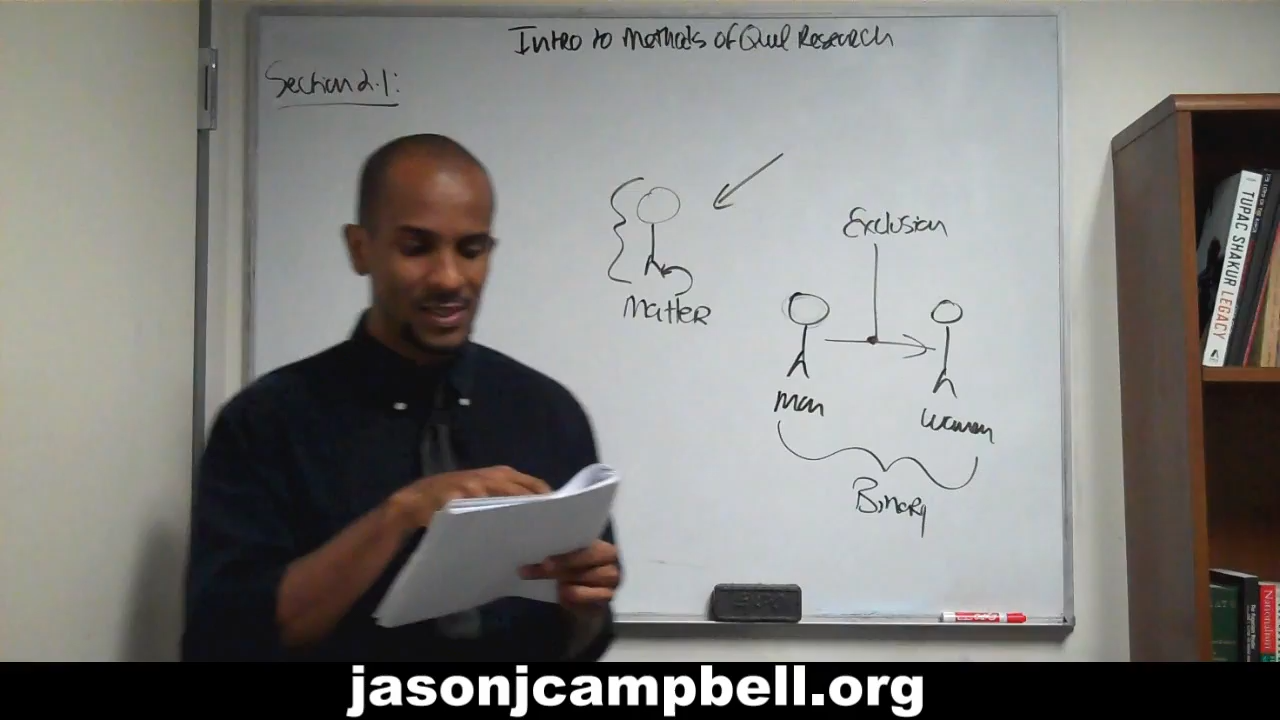 Intro to Methods of Qual Research
Section 2.1:
Exclusion
Matter
man
woman
Binary
TUPAC SHAKUR LEGACY
Nationalism
jasonjcampbell.org